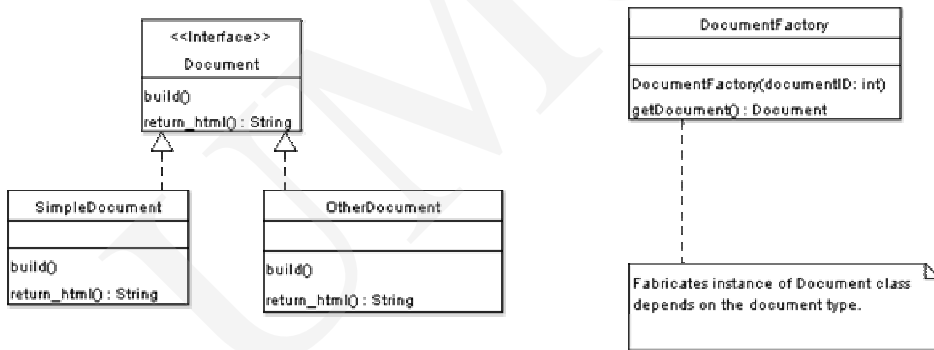 <<Interface>>
Document
build()
return_html() : String
SimpleDocument
build()
return_html() : String
OtherDocument
build()
return_html() : String
DocumentFactory
DocumentFactory(documentID: int)
getDocument() : Document
Fabricates instance of Document class
depends on the document type.
UM